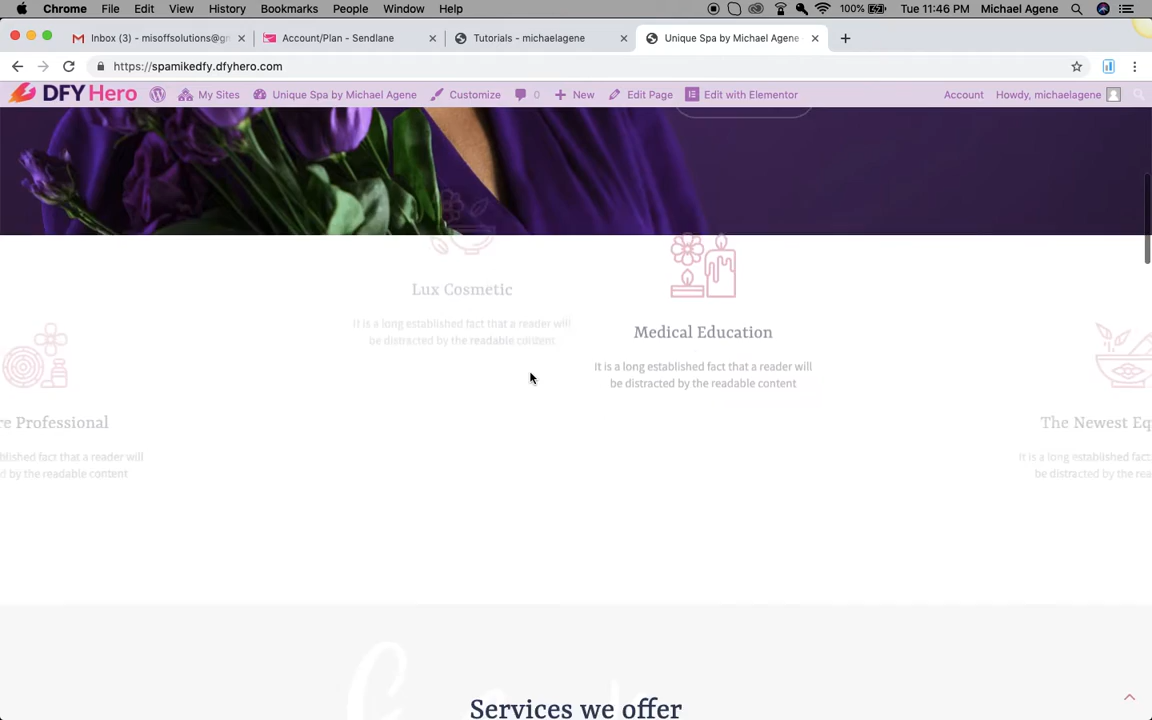 Chrome File Edit View History Bookmarks People Window Help 100% Tue 11:46 PM Michael Agene
Inbox (3) - misoffsolutions@gm
Account/Plan - Sendlane
Tutorials - michaelagene
Unique Spa by Michael Agene
https://spamikedfy.dfyhero.com
DFY Hero My Sites Unique Spa by Michael Agene Customize 0 New Edit Page Edit with Elementor Account Howdy, michaelagene
Lux Cosmetic
It is a long established fact that a reader will
be distracted by the readable content
Medical Education
It is a long established fact that a reader will
be distracted by the readable content
re Professional
blished fact that a reader will
d by the readable content
The Newest Eq
It is a long established fact
be distracted by the rea
Services we offer